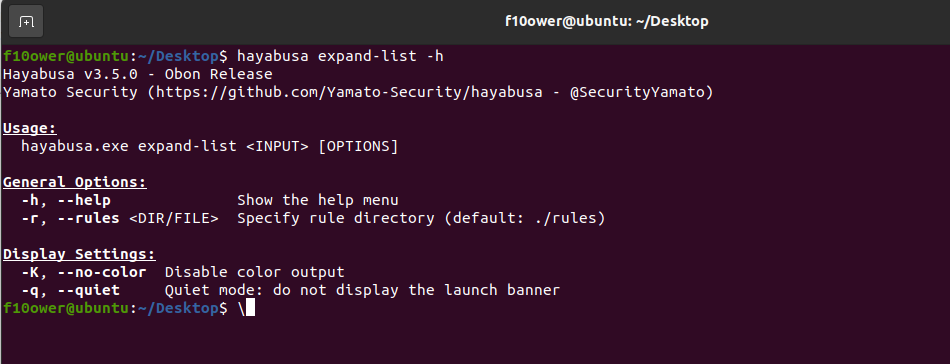 f10ower@ubuntu: ~/Desktop
f10ower@ubuntu:~/Desktop$ hayabusa expand-list -h
Hayabusa v3.5.0 - Obon Release
Yamato Security (https://github.com/Yamato-Security/hayabusa - @SecurityYamato)
Usage:
  hayabusa.exe expand-list <INPUT> [OPTIONS]
General Options:
  -h, --help              Show the help menu
  -r, --rules <DIR/FILE>  Specify rule directory (default: ./rules)
Display Settings:
  -K, --no-color  Disable color output
  -q, --quiet     Quiet mode: do not display the launch banner
f10ower@ubuntu:~/Desktop$ \